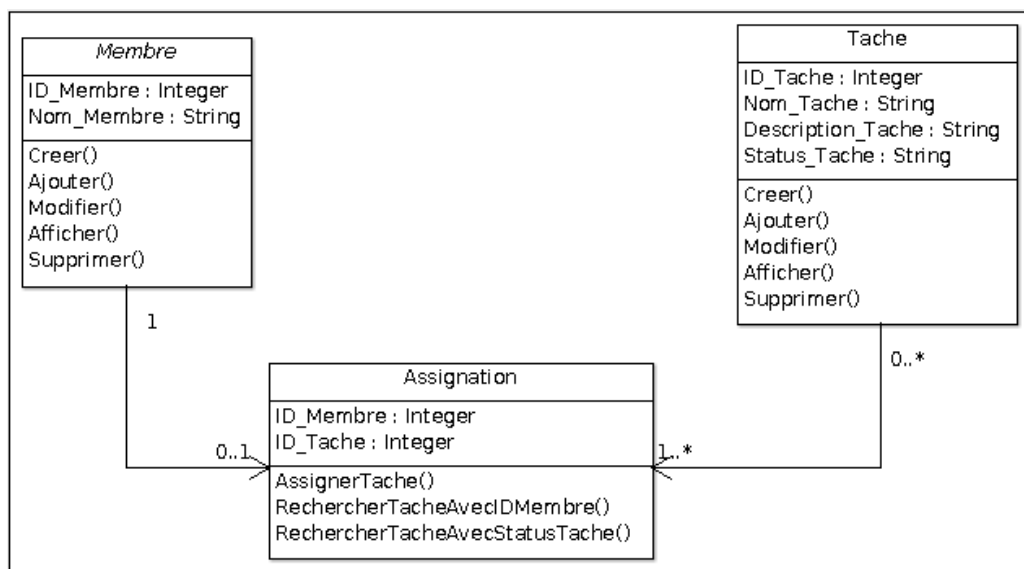 Membre
ID_Membre : Integer
Nom_Membre : String
Creer()
Ajouter()
Modifier()
Afficher()
Supprimer()
1
Tache
ID_Tache : Integer
Nom_Tache : String
Description_Tache : String
Status_Tache : String
Creer()
Ajouter()
Modifier()
Afficher()
Supprimer()
0..*
Assignation
ID_Membre : Integer
ID_Tache : Integer
AssignerTache()
RechercherTacheAvecIDMembre()
RechercherTacheAvecStatusTache()
0..1
1..*